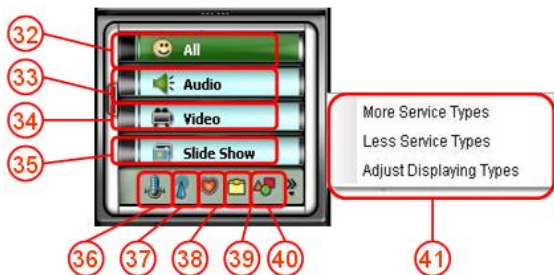 32
All
33
Audio
34
Video
35
Slide Show
More Service Types
Less Service Types
Adjust Displaying Types
36
37
38
39
40
41